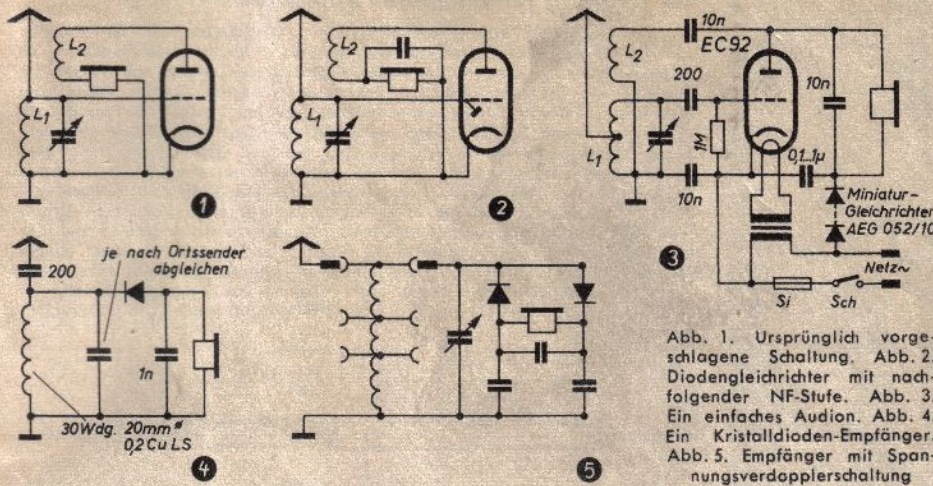 L2
L1
1
L2
L1
2
10n
EC92
L2
200
10n
L1
1M
0,1...1µ
10n
Miniatur-
Gleichrichter
AEG 052/10
3
Netz~
Si
Sch
200
je nach Ortssender
abgleichen
1n
30Wdg. 20mm ø
0,2 Cu LS
4
5
Abb. 1. Ursprünglich vorge-
schlagene Schaltung. Abb. 2.
Diodengleichrichter mit nach-
folgender NF-Stufe. Abb. 3.
Ein einfaches Audion. Abb. 4.
Ein Kristalldioden-Empfänger.
Abb. 5. Empfänger mit Span-
nungsverdopplerschaltung